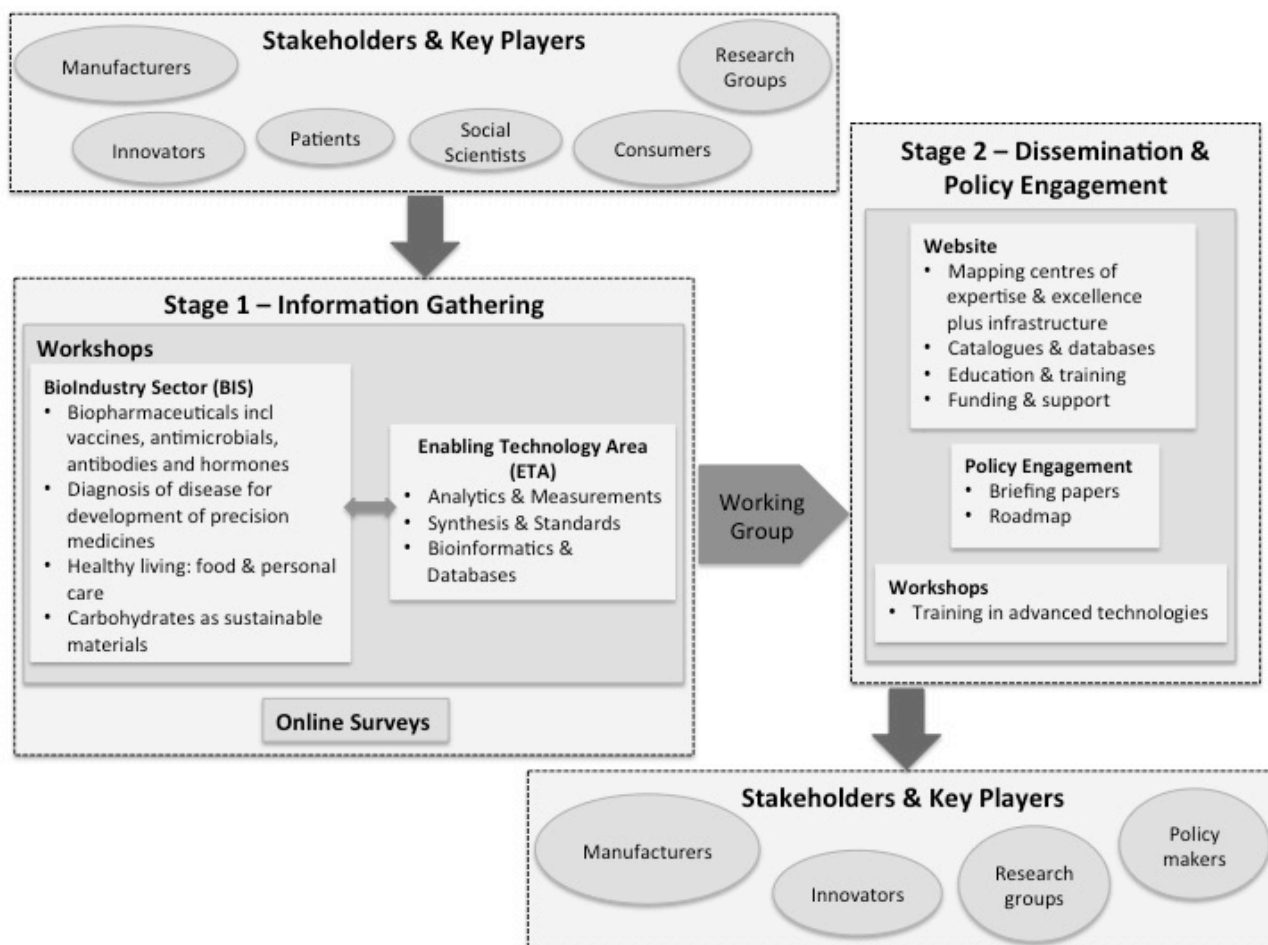 Stakeholders & Key Players
Manufacturers
Research
Groups
Innovators
Patients
Social
Scientists
Consumers
Stage 1 – Information Gathering
Workshops
BioIndustry Sector (BIS)
• Biopharmaceuticals incl
vaccines, antimicrobials,
antibodies and hormones
• Diagnosis of disease for
development of precision
medicines
• Healthy living: food & personal
care
• Carbohydrates as sustainable
materials
Enabling Technology Area
(ETA)
• Analytics & Measurements
• Synthesis & Standards
• Bioinformatics &
Databases
Online Surveys
Working
Group
Stage 2 – Dissemination &
Policy Engagement
Website
• Mapping centres of
expertise & excellence
plus infrastructure
• Catalogues & databases
• Education & training
• Funding & support
Policy Engagement
• Briefing papers
• Roadmap
Workshops
• Training in advanced technologies
Stakeholders & Key Players
Manufacturers
Innovators
Research
groups
Policy
makers